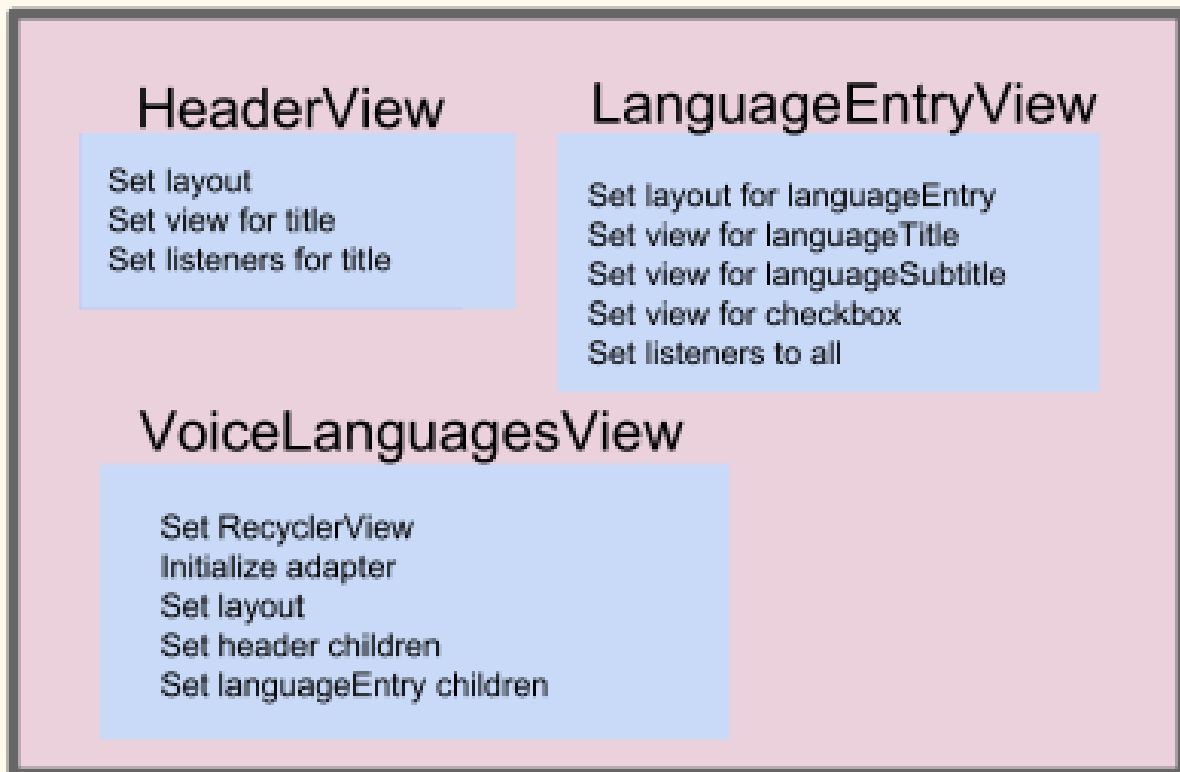 HeaderView
Set layout
Set view for title
Set listeners for title
LanguageEntryView
Set layout for languageEntry
Set view for languageTitle
Set view for languageSubtitle
Set view for checkbox
Set listeners to all
VoiceLanguagesView
Set RecyclerView
Initialize adapter
Set layout
Set header children
Set languageEntry children